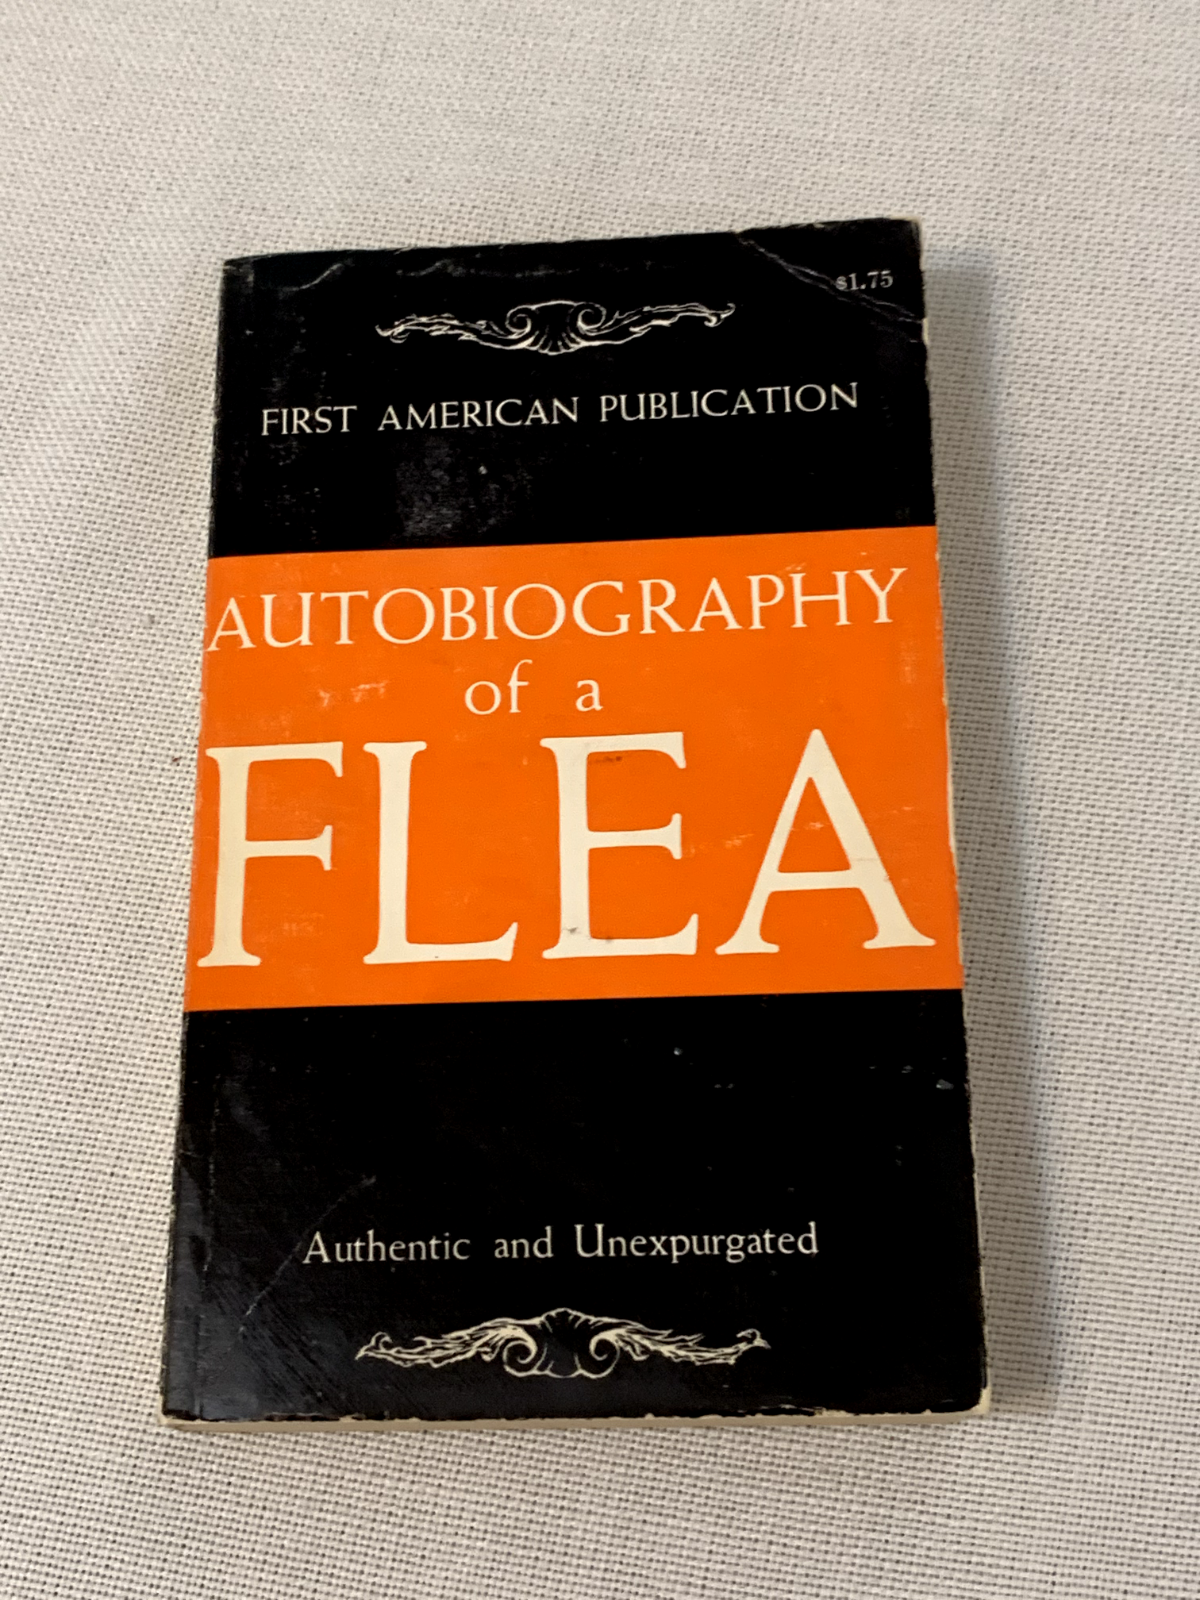 $1.75
FIRST AMERICAN PUBLICATION
AUTOBIOGRAPHY
of a
FLEA
Authentic and Unexpurgated